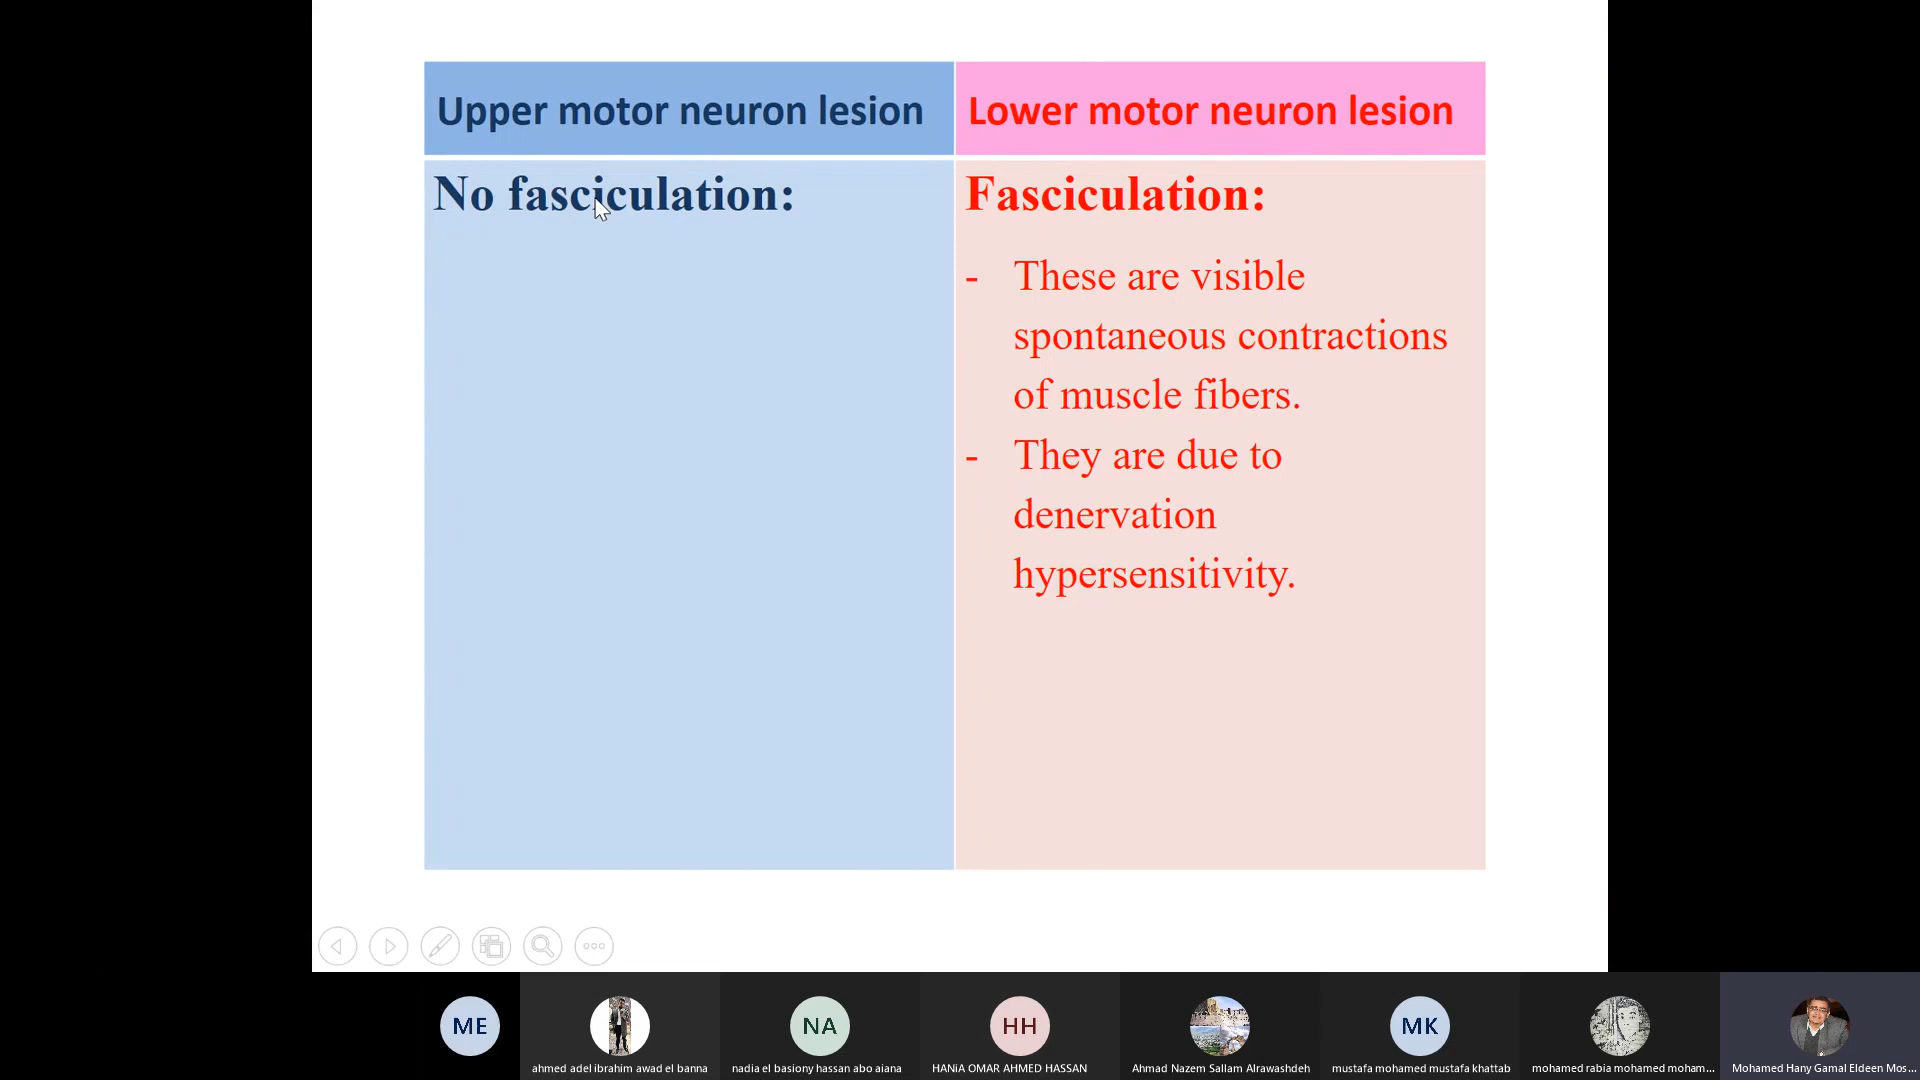 Upper motor neuron lesion
Lower motor neuron lesion
No fasciculation:
Fasciculation:
- These are visible
spontaneous contractions
of muscle fibers.
- They are due to
denervation
hypersensitivity.
ME
NA
HH
MK
ahmed adel ibrahim awad el banna
nadia el basiony hassan abo aiana
HANiA OMAR AHMED HASSAN
Ahmad Nazem Sallam Alrawashdeh
mustafa mohamed mustafa khattab
mohamed rabia mohamed moham...
Mohamed Hany Gamal Eldeen Mos...